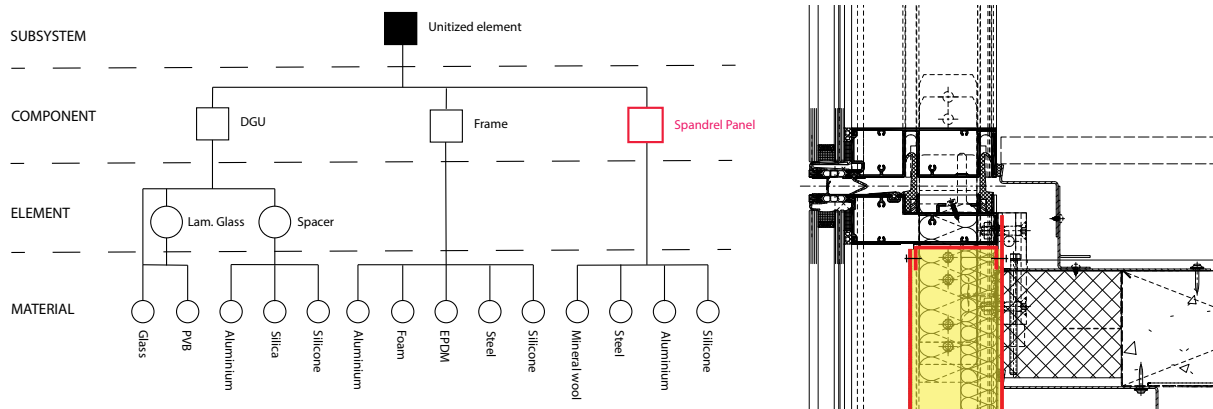 SUBSYSTEM
Unitized element
COMPONENT
DGU
Frame
Spandrel Panel
ELEMENT
Lam. Glass
Spacer
MATERIAL
Glass
PVB
Aluminium
Silica
Silicone
Aluminium
Foam
EPDM
Steel
Silicone
Mineral wool
Steel
Aluminium
Silicone